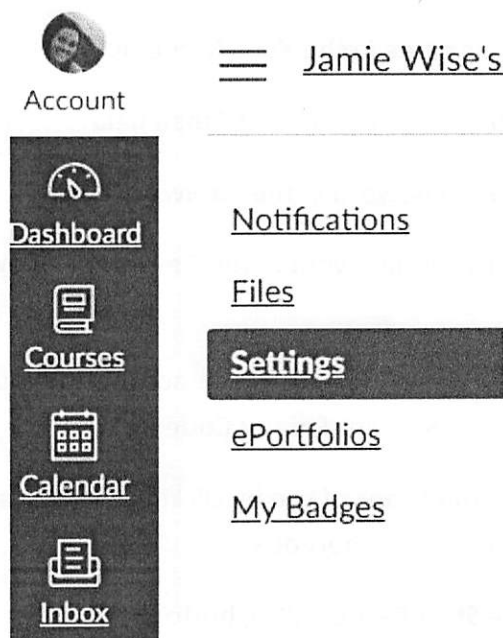 Account
Dashboard
Courses
Calendar
Inbox
Jamie Wise's
Notifications
Files
Settings
ePortfolios
My Badges